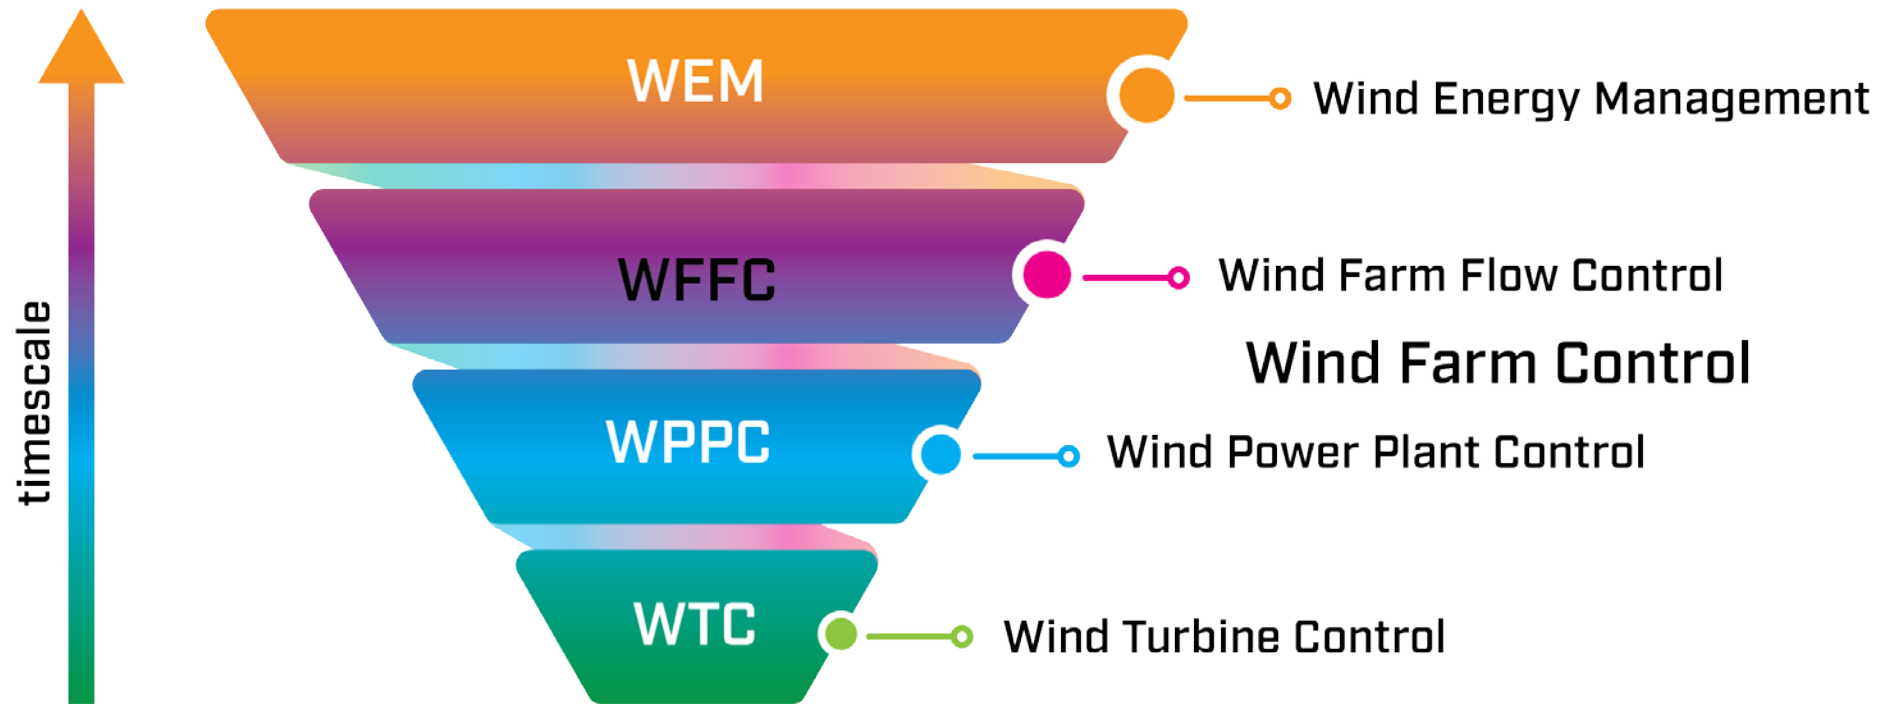 WEM
Wind Energy Management
WFFC
Wind Farm Flow Control
Wind Farm Control
timescale
WPPC
Wind Power Plant Control
WTC
Wind Turbine Control